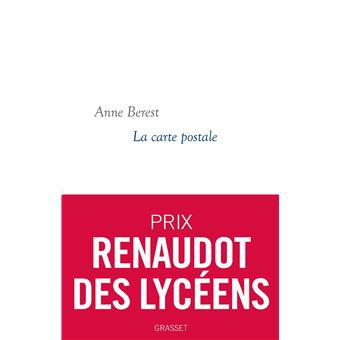 Anne Berest
La carte postale
PRIX
RENAUDOT
DES LYCÉENS
GRASSET